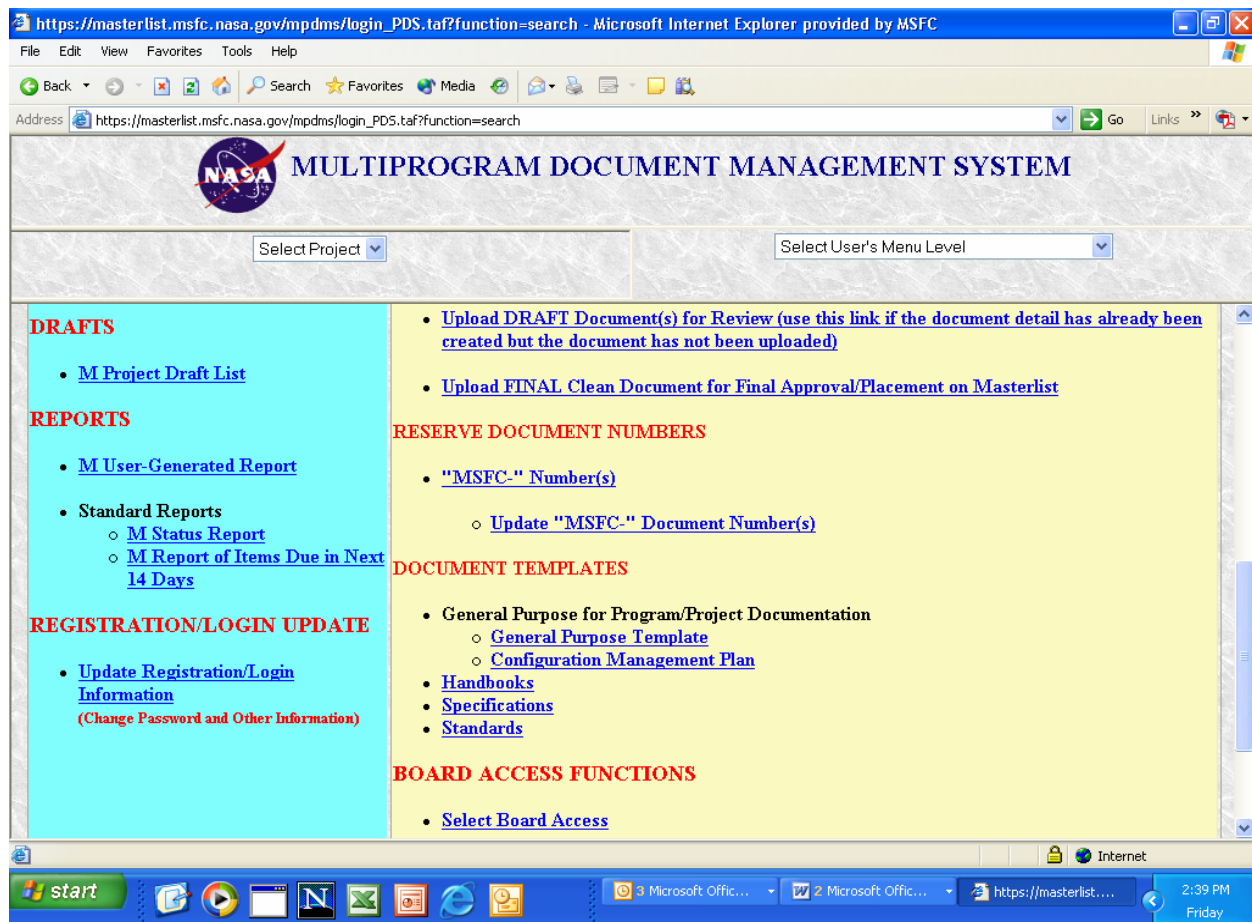 https://masterlist.msfc.nasa.gov/mpdms/login_PDS.taf?function=search - Microsoft Internet Explorer provided by MSFC
File Edit View Favorites Tools Help
Back Search Favorites Media
Address https://masterlist.msfc.nasa.gov/mpdms/login_PDS.taf?function=search Go Links »
NASA
MULTIPROGRAM DOCUMENT MANAGEMENT SYSTEM
Select Project
Select User's Menu Level
DRAFTS
• M Project Draft List
REPORTS
• M User-Generated Report
• Standard Reports
○ M Status Report
○ M Report of Items Due in Next
14 Days
REGISTRATION/LOGIN UPDATE
• Update Registration/Login
Information
(Change Password and Other Information)
• Upload DRAFT Document(s) for Review (use this link if the document detail has already been
created but the document has not been uploaded)
• Upload FINAL Clean Document for Final Approval/Placement on Masterlist
RESERVE DOCUMENT NUMBERS
• "MSFC-" Number(s)
○ Update "MSFC-" Document Number(s)
DOCUMENT TEMPLATES
• General Purpose for Program/Project Documentation
○ General Purpose Template
○ Configuration Management Plan
• Handbooks
• Specifications
• Standards
BOARD ACCESS FUNCTIONS
• Select Board Access
Internet
start
N
3 Microsoft Offic...
2 Microsoft Offic...
https://masterlist....
2:39 PM
Friday